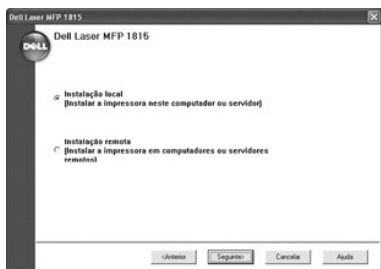 Dell Laser MFP 1815
DELL
Dell Laser MFP 1815
Instalação local
(Instalar a impressora neste computador ou servidor)
Instalação remota
(Instalar a impressora em computadores ou servidores
remotos)
<Anterior
Seguinte>
Cancelar
Ajuda